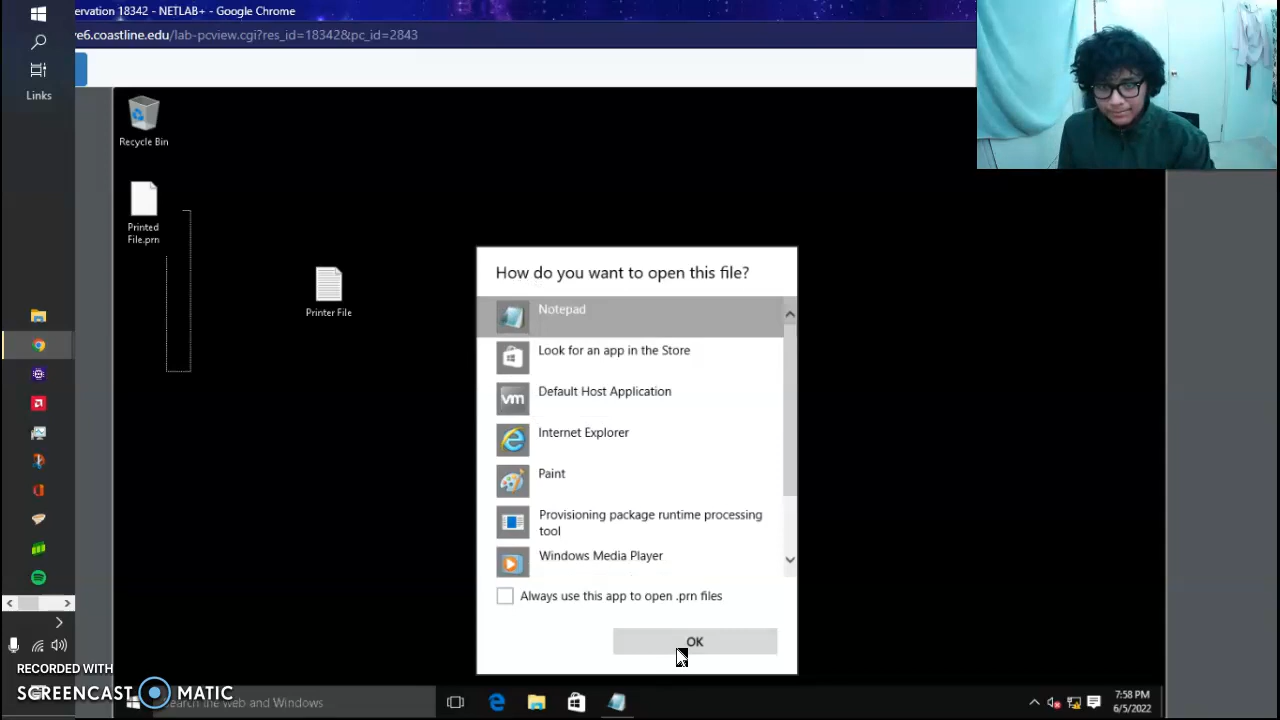 ervation 18342 - NETLAB+ - Google Chrome
ve6.coastline.edu/lab-pcview.cgi?res_id=18342&pc_id=2843
Links
Recycle Bin
Printed
File.prn
Printer File
How do you want to open this file?
Notepad
Look for an app in the Store
vm
Default Host Application
Internet Explorer
Paint
Provisioning package runtime processing
tool
Windows Media Player
Always use this app to open .prn files
OK
RECORDED WITH
SCREENCAST MATIC
earch the web and Windows
7:58 PM
6/5/2022